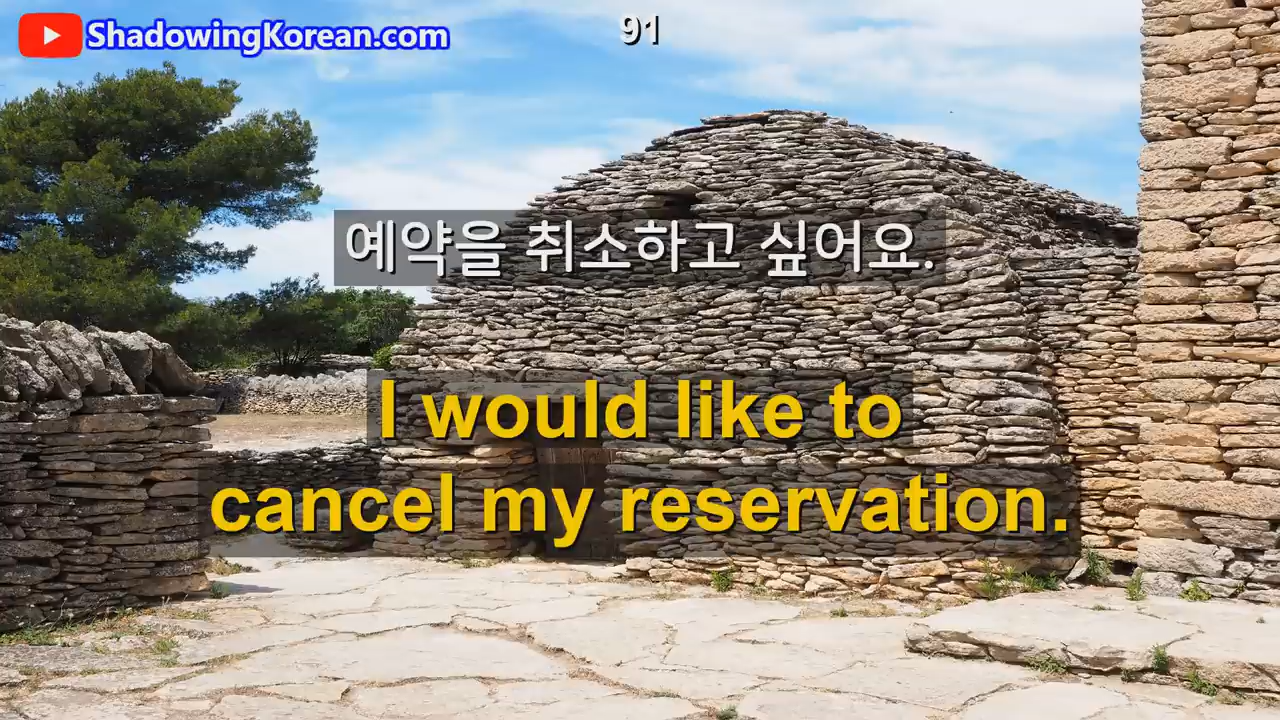 ShadowingKorean.com
91
예약을 취소하고 싶어요.
I would like to
cancel my reservation.